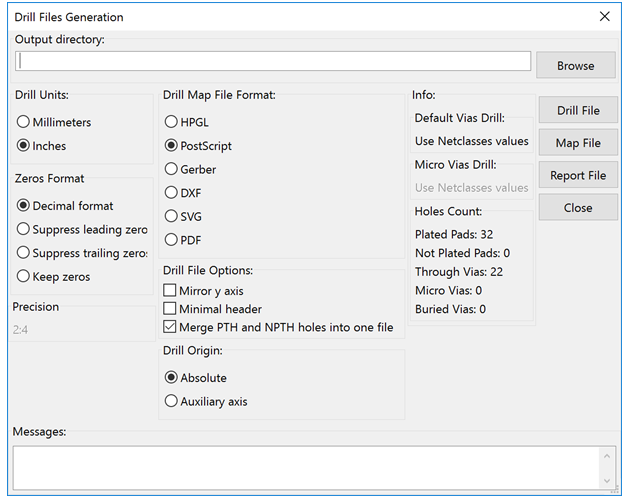 Drill Files Generation
Output directory:
Browse
Drill Units:
Millimeters
Inches
Zeros Format
Decimal format
Suppress leading zero
Suppress trailing zero
Keep zeros
Precision
2:4
Drill Map File Format:
HPGL
PostScript
Gerber
DXF
SVG
PDF
Drill File Options:
Mirror y axis
Minimal header
Merge PTH and NPTH holes into one file
Drill Origin:
Absolute
Auxiliary axis
Info:
Default Vias Drill:
Use Netclasses values
Micro Vias Drill:
Use Netclasses values
Holes Count:
Plated Pads: 32
Not Plated Pads: 0
Through Vias: 22
Micro Vias: 0
Buried Vias: 0
Drill File
Map File
Report File
Close
Messages: